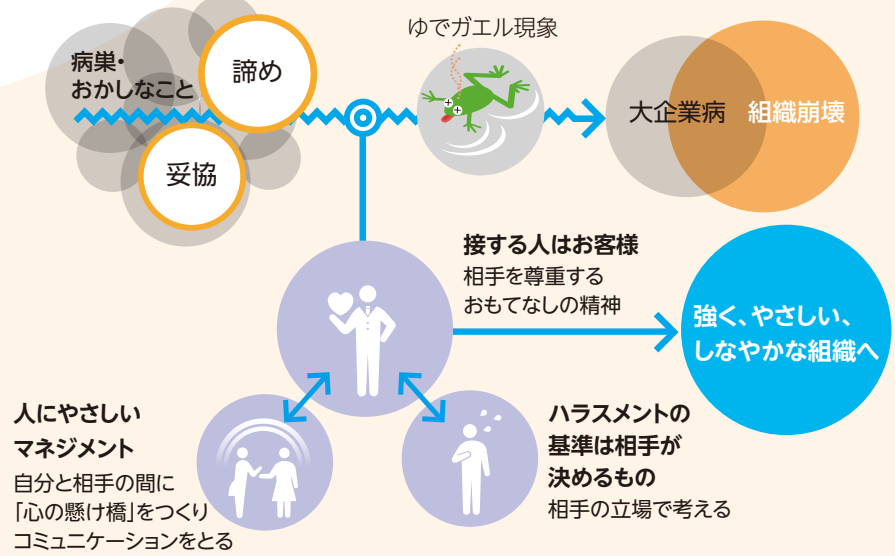 ゆでガエル現象
病巣・
おかしなこと
諦め
妥協
大企業病
組織崩壊
接する人はお客様
相手を尊重する
おもてなしの精神
強く、やさしい、
しなやかな組織へ
人にやさしい
マネジメント
自分と相手の間に
「心の懸け橋」をつくり
コミュニケーションをとる
ハラスメントの
基準は相手が
決めるもの
相手の立場で考える